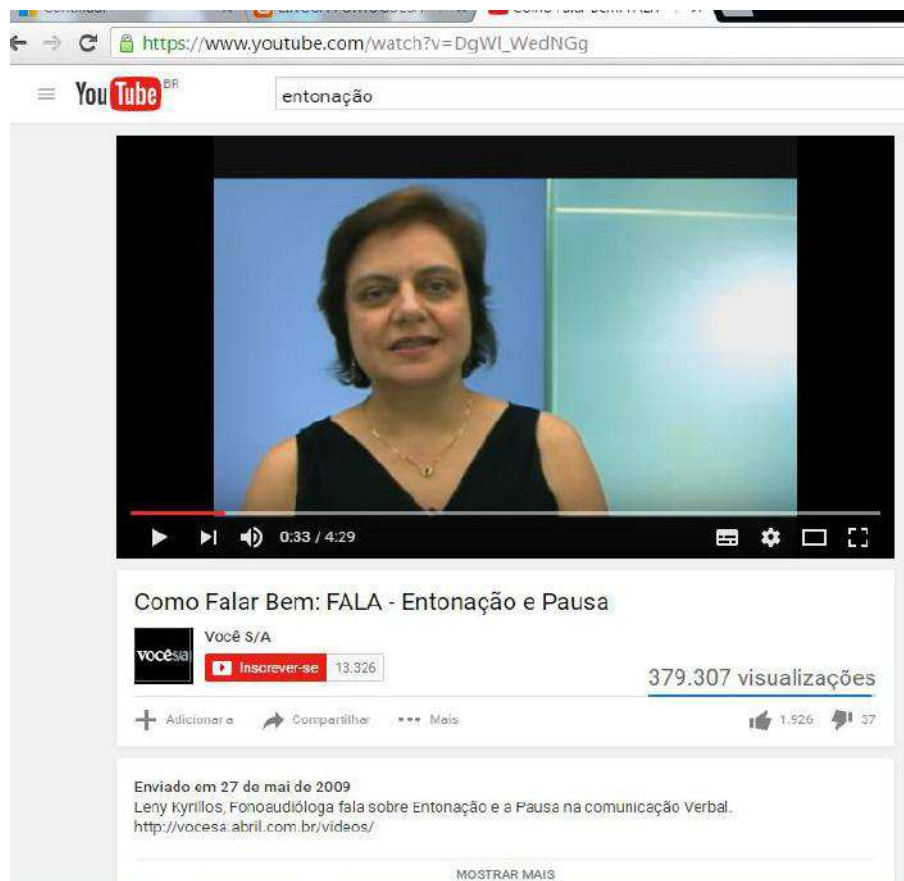 https://www.youtube.com/watch?v=DgWl_WedNGg
YouTube BR
entonação
0:33 / 4:29
Como Falar Bem: FALA - Entonação e Pausa
Você S/A
vocêsa
Inscrever-se 13.326
379.307 visualizações
Adicionar a Compartilhar Mais 1.926 37
Enviado em 27 de mai de 2009
Leny Kyrillos, Fonoaudióloga fala sobre Entonação e a Pausa na comunicação Verbal.
http://vocesa.abril.com.br/videos/
MOSTRAR MAIS